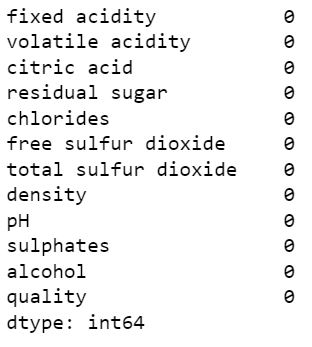 fixed acidity 0
volatile acidity 0
citric acid 0
residual sugar 0
chlorides 0
free sulfur dioxide 0
total sulfur dioxide 0
density 0
pH 0
sulphates 0
alcohol 0
quality 0
dtype: int64